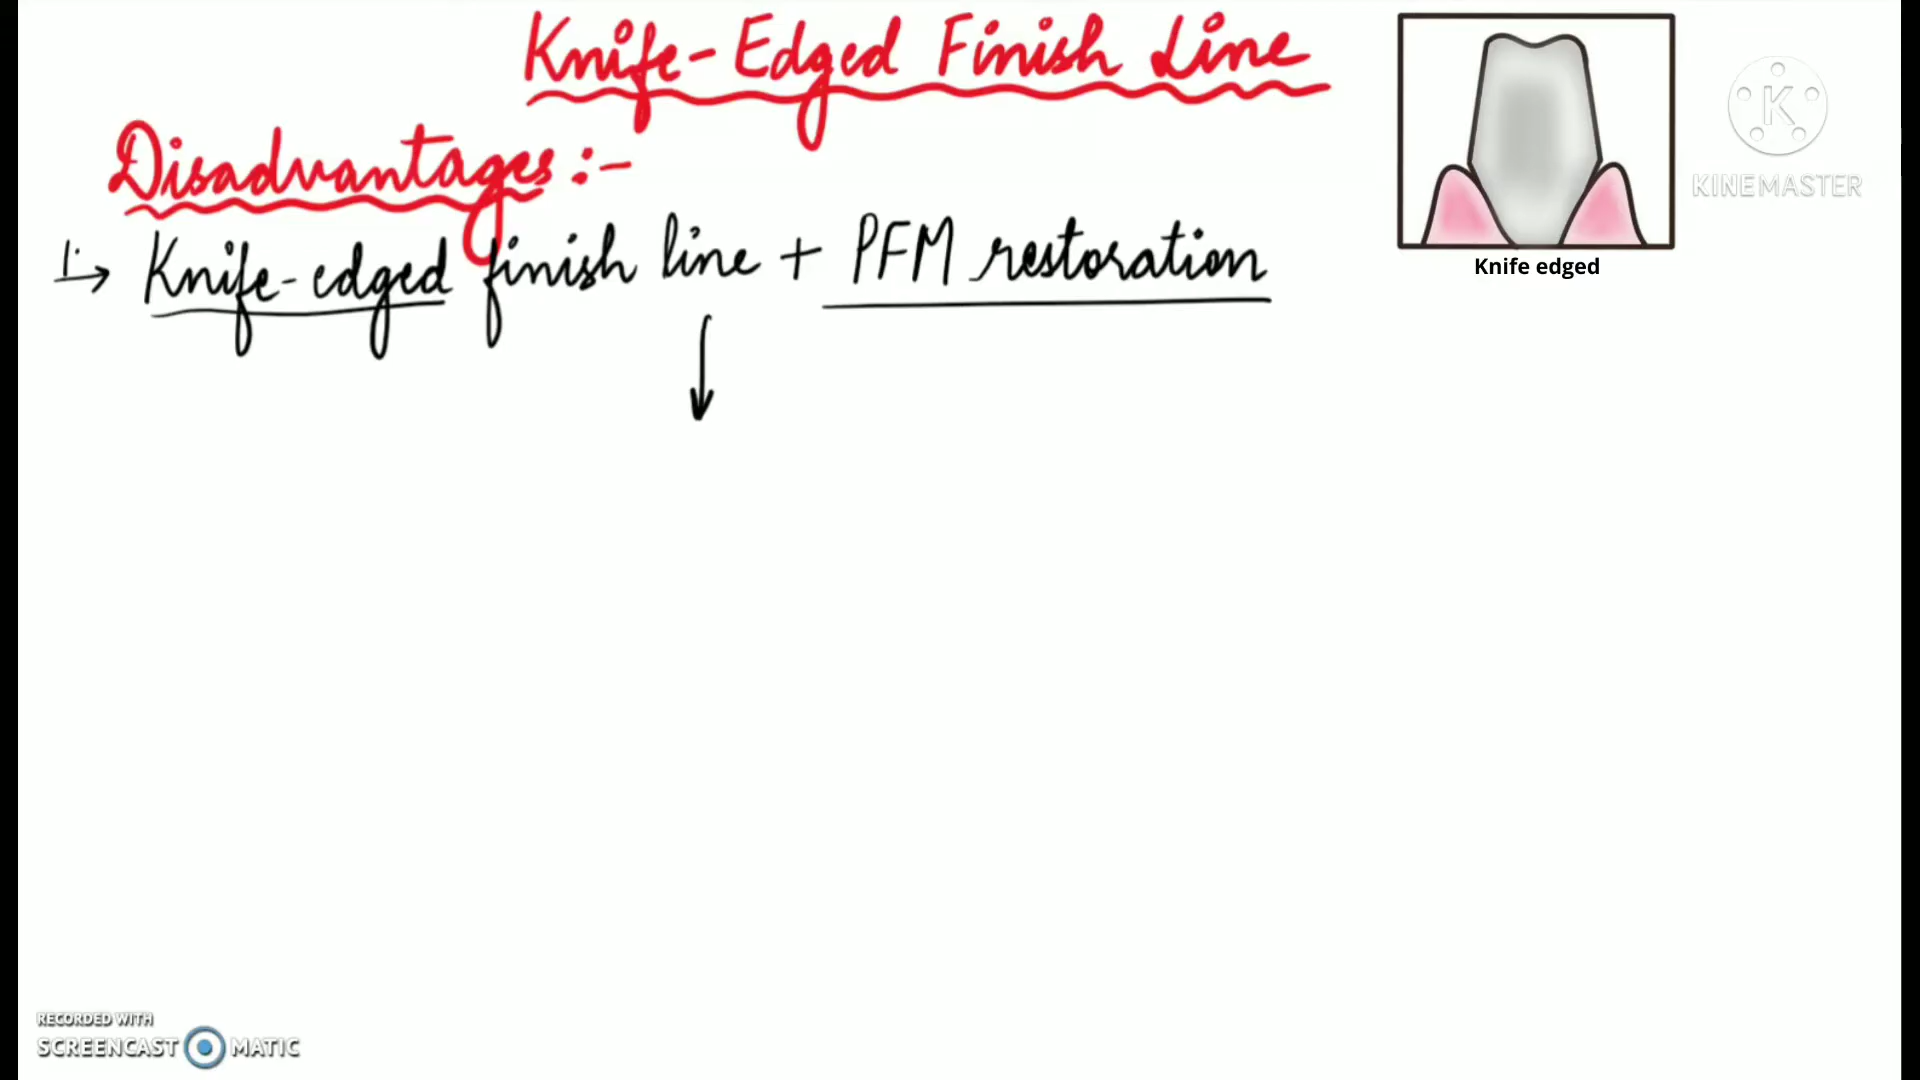 Knife-Edged Finish Line
Disadvantages :-
1. → Knife-edged finish line + PFM restoration
↓
Knife edged
K
KINEMASTER
RECORDED WITH
SCREENCAST MATIC